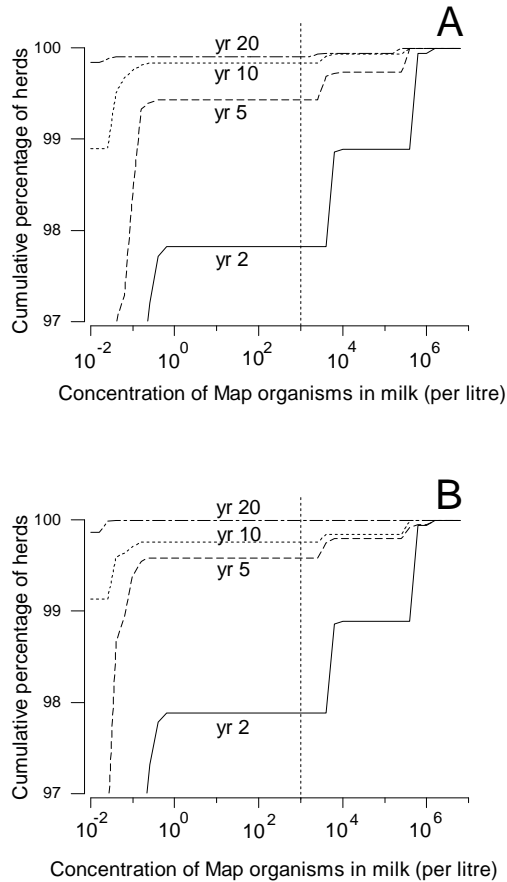 A
100
99
98
97
Cumulative percentage of herds
yr 20
yr 10
yr 5
yr 2
10^-2
10^0
10^2
10^4
10^6
Concentration of Map organisms in milk (per litre)
B
100
99
98
97
Cumulative percentage of herds
yr 20
yr 10
yr 5
yr 2
10^-2
10^0
10^2
10^4
10^6
Concentration of Map organisms in milk (per litre)